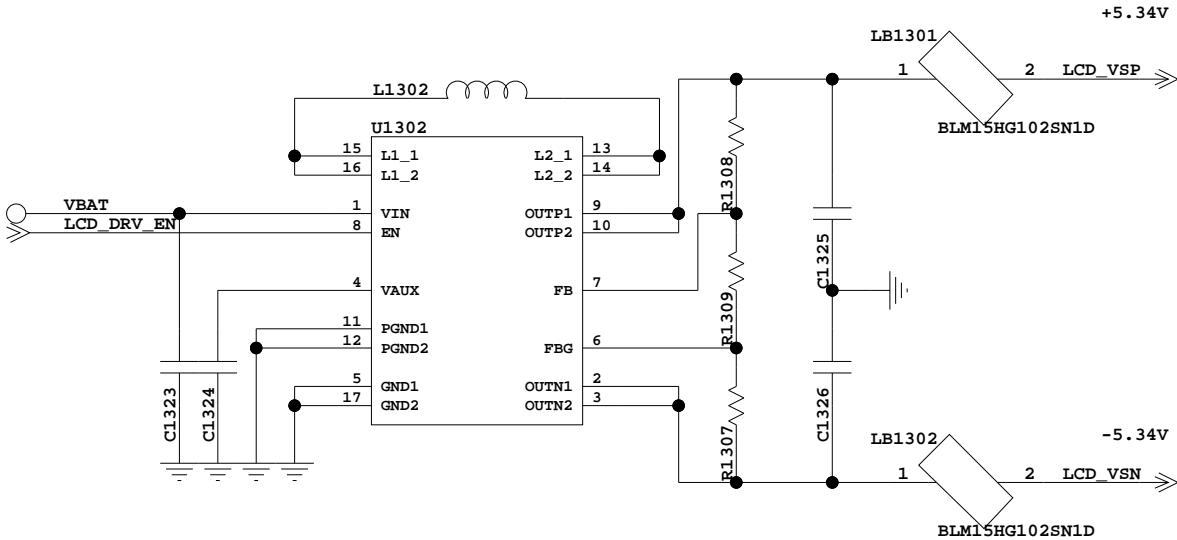 +5.34V
LB1301
1 2 LCD_VSP
BLM15HG102SN1D
L1302
U1302
15 L1_1 L2_1 13
16 L1_2 L2_2 14
VBAT 1 VIN OUTP1 9
LCD_DRV_EN 8 EN OUTP2 10
R1308
C1325
4 VAUX FB 7
11 PGND1
R1309
12 PGND2 FBG 6
5 GND1 OUTN1 2
17 GND2 OUTN2 3
C1323
C1324
R1307
C1326
-5.34V
LB1302
1 2 LCD_VSN
BLM15HG102SN1D